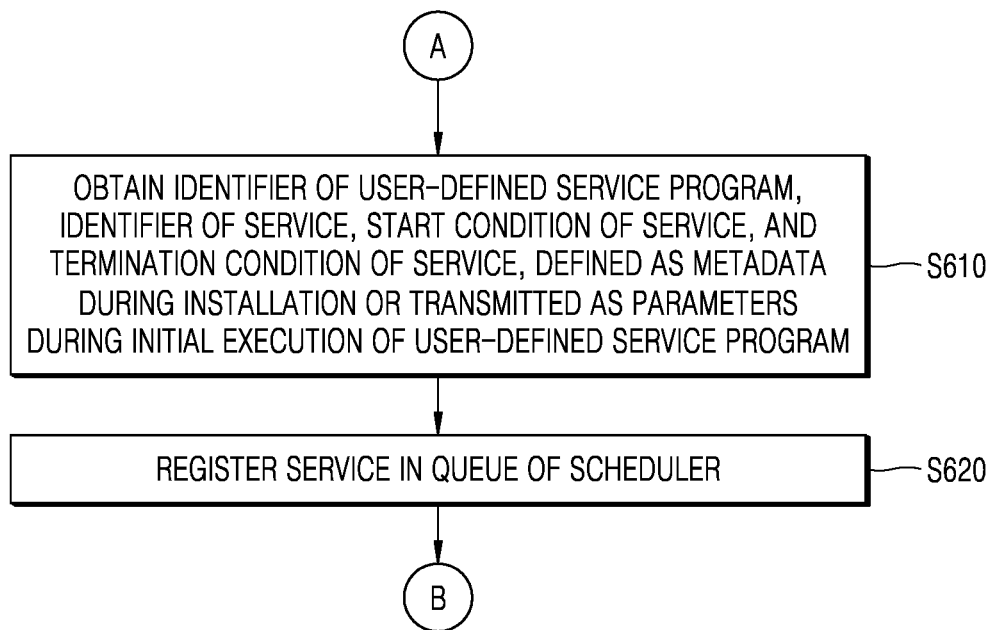 A
OBTAIN IDENTIFIER OF USER-DEFINED SERVICE PROGRAM,
IDENTIFIER OF SERVICE, START CONDITION OF SERVICE, AND
TERMINATION CONDITION OF SERVICE, DEFINED AS METADATA
DURING INSTALLATION OR TRANSMITTED AS PARAMETERS
DURING INITIAL EXECUTION OF USER-DEFINED SERVICE PROGRAM
S610
REGISTER SERVICE IN QUEUE OF SCHEDULER
S620
B